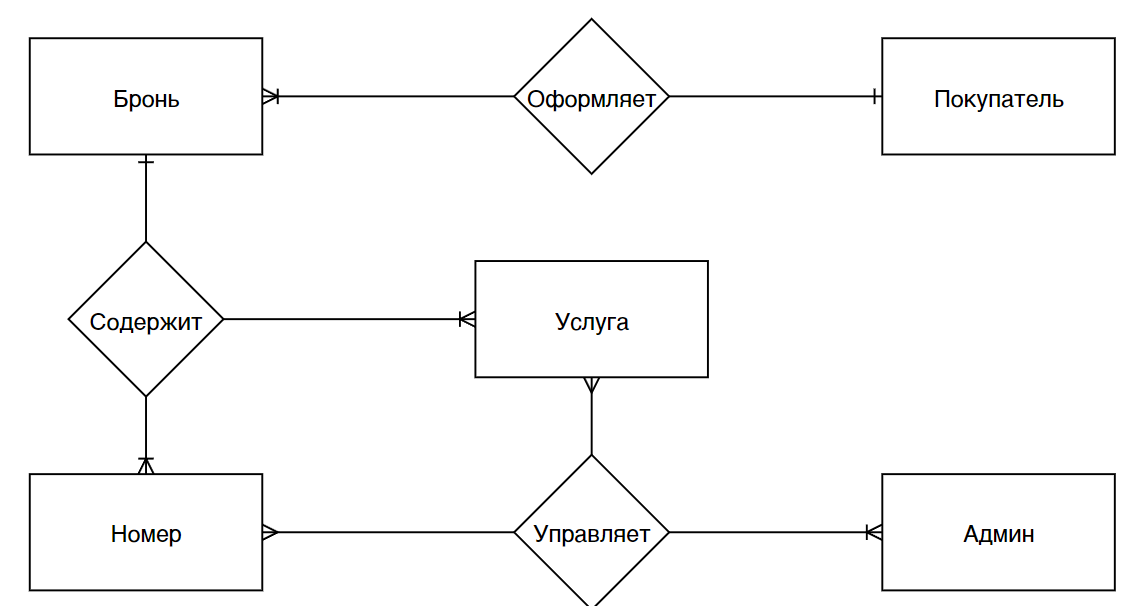 Бронь
Оформляет
Покупатель
Содержит
Услуга
Номер
Управляет
Админ